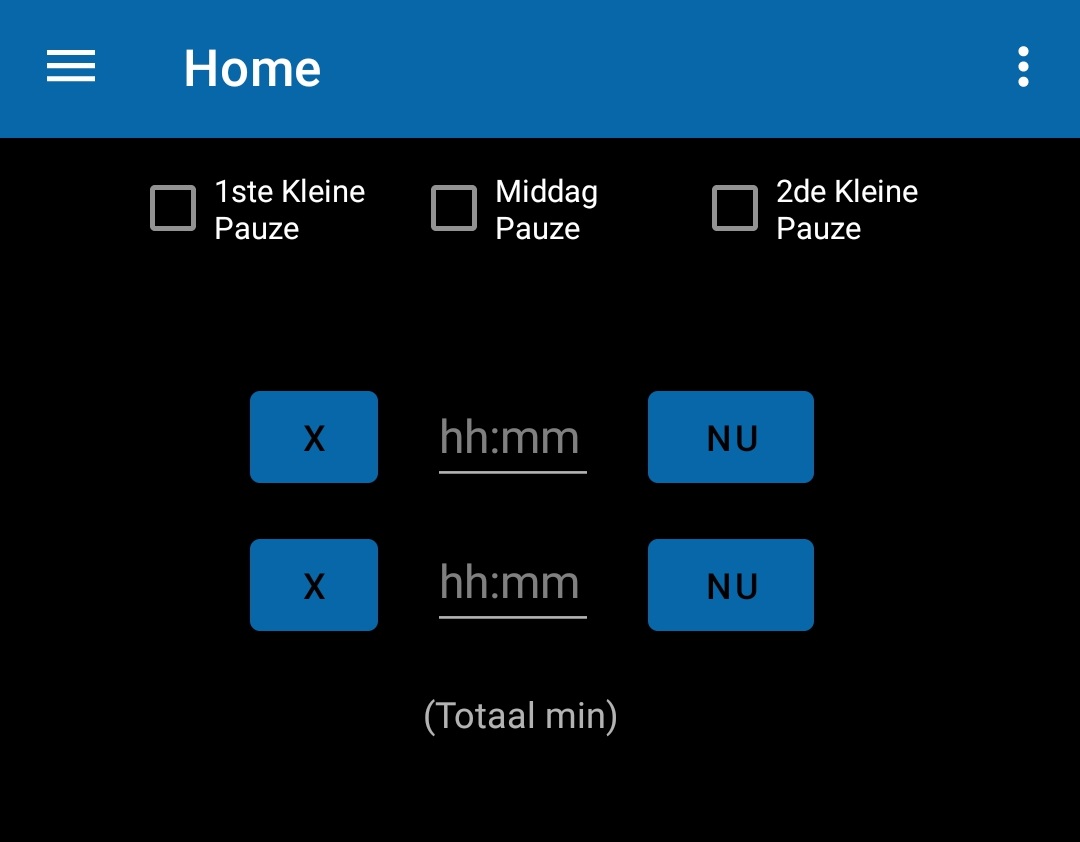 Home
1ste Kleine
Pauze
Middag
Pauze
2de Kleine
Pauze
X hh:mm NU
X hh:mm NU
(Totaal min)